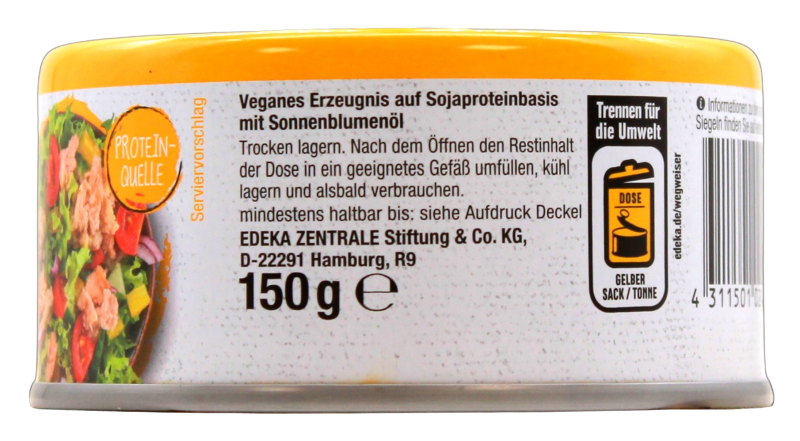 PROTEIN-
QUELLE
Serviervorschlag
Veganes Erzeugnis auf Sojaproteinbasis
mit Sonnenblumenöl
Trocken lagern. Nach dem Öffnen den Restinhalt
der Dose in ein geeignetes Gefäß umfüllen, kühl
lagern und alsbald verbrauchen.
mindestens haltbar bis: siehe Aufdruck Deckel
EDEKA ZENTRALE Stiftung & Co. KG,
D-22291 Hamburg, R9
150 g ℮
Trennen für
die Umwelt
DOSE
GELBER
SACK/TONNE
edeka.de/wegweiser
Informationen
Siegeln finden Sie
4 311501